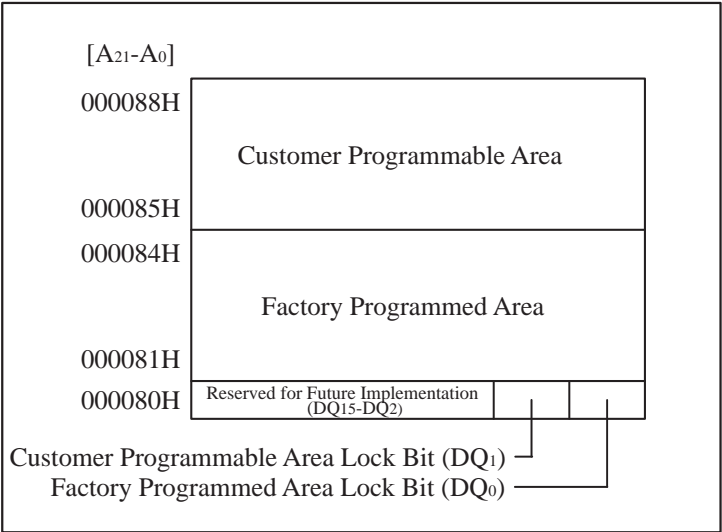 [A21-A0]
000088H
Customer Programmable Area
000085H
000084H
Factory Programmed Area
000081H
000080H
Reserved for Future Implementation
(DQ15-DQ2)
Customer Programmable Area Lock Bit (DQ1)
Factory Programmed Area Lock Bit (DQ0)